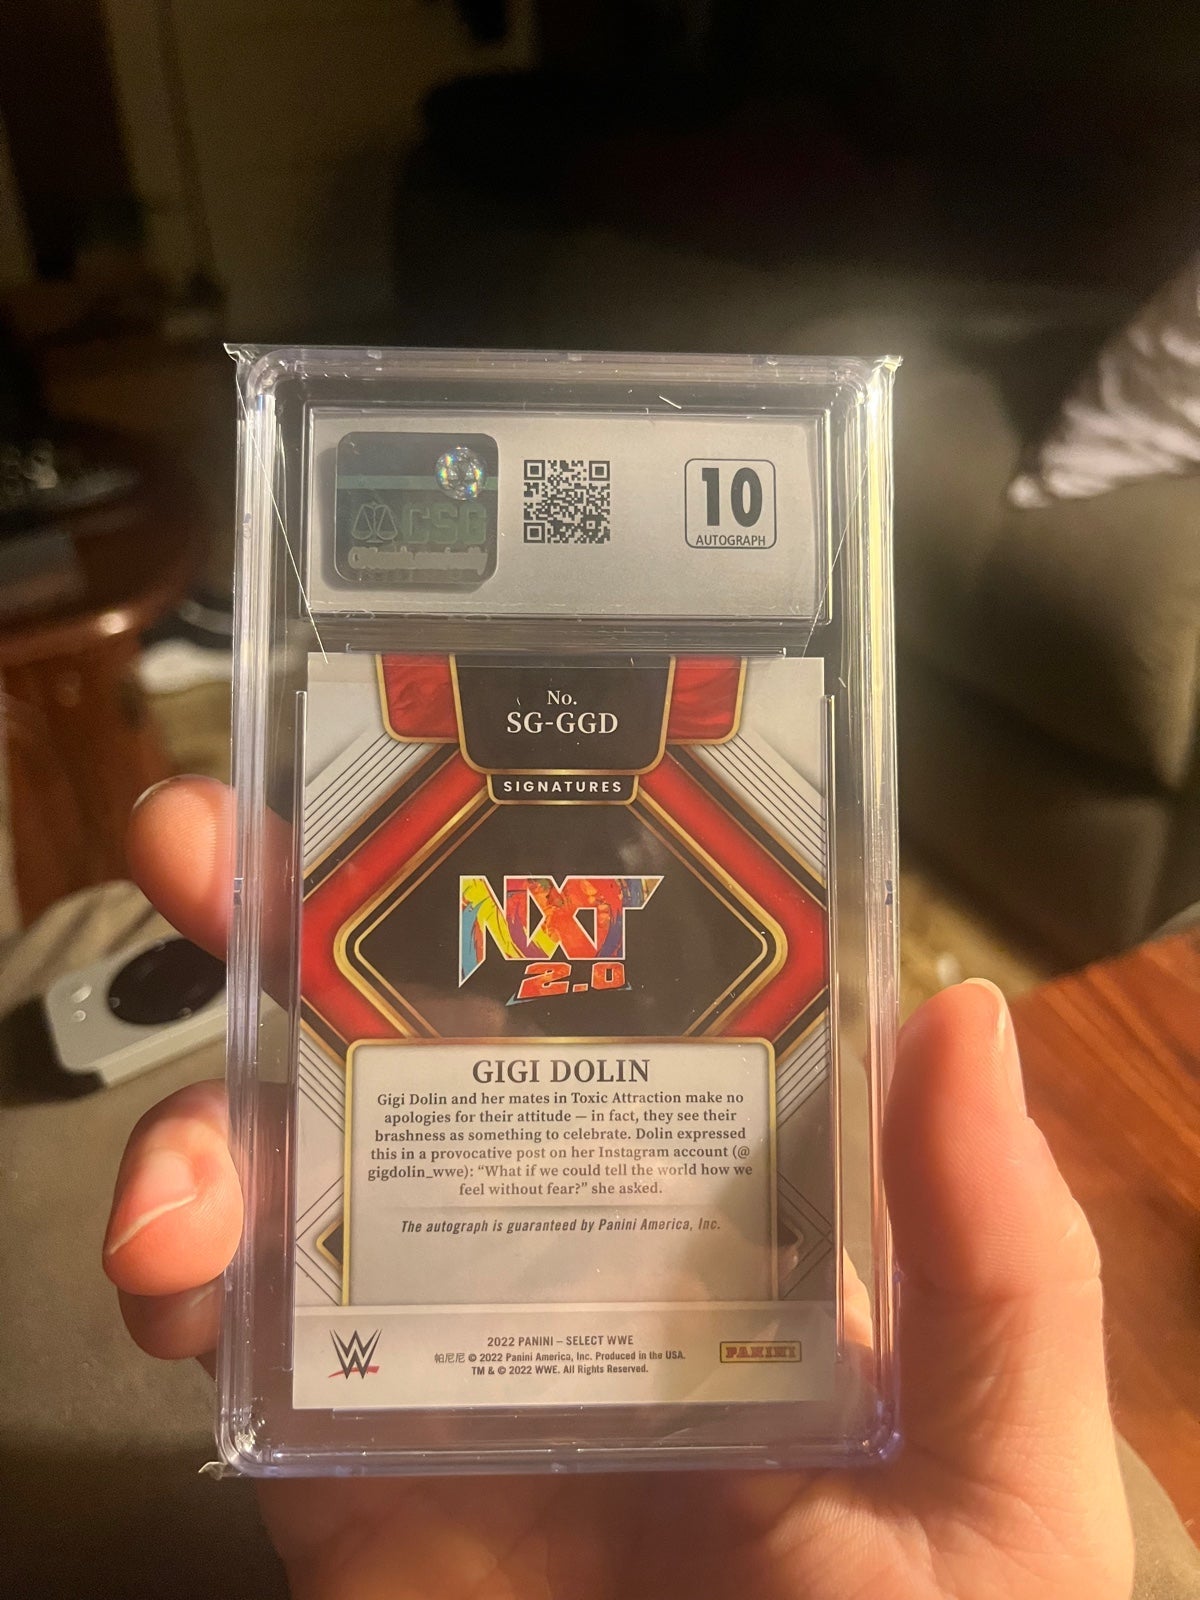 CSG
10
AUTOGRAPH
No.
SG-GGD
SIGNATURES
NXT
2.0
GIGI DOLIN
Gigi Dolin and her mates in Toxic Attraction make no
apologies for their attitude — in fact, they see their
brashness as something to celebrate. Dolin expressed
this in a provocative post on her Instagram account (@
gigdolin_wwe): “What if we could tell the world how we
feel without fear?” she asked.
The autograph is guaranteed by Panini America, Inc.
W
2022 PANINI – SELECT WWE
帕尼尼 © 2022 Panini America, Inc. Produced in the USA.
TM & © 2022 WWE. All Rights Reserved.
PANINI